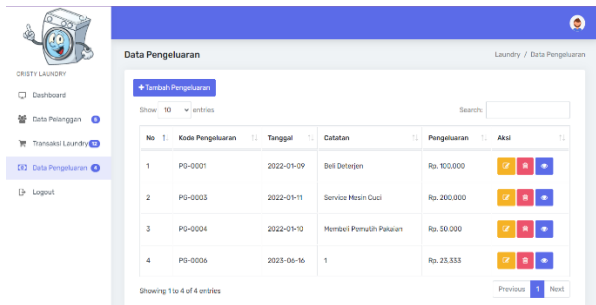 CRISTY LAUNDRY
Dashboard
Data Pelanggan
Transaksi Laundry 12
Data Pengeluaran 4
Logout
Data Pengeluaran
Laundry / Data Pengeluaran
+Tambah Pengeluaran
Show 10 entries
Search:
No Kode Pengeluaran Tanggal Catatan Pengeluaran Aksi
1 PG-0001 2022-01-09 Beli Deterjen Rp. 100,000
2 PG-0003 2022-01-11 Service Mesin Cuci Rp. 200,000
3 PG-0004 2022-01-10 Membeli Pemutih Pakaian Rp. 50,000
4 PG-0006 2023-06-16 1 Rp. 23,333
Showing 1 to 4 of 4 entries
Previous 1 Next